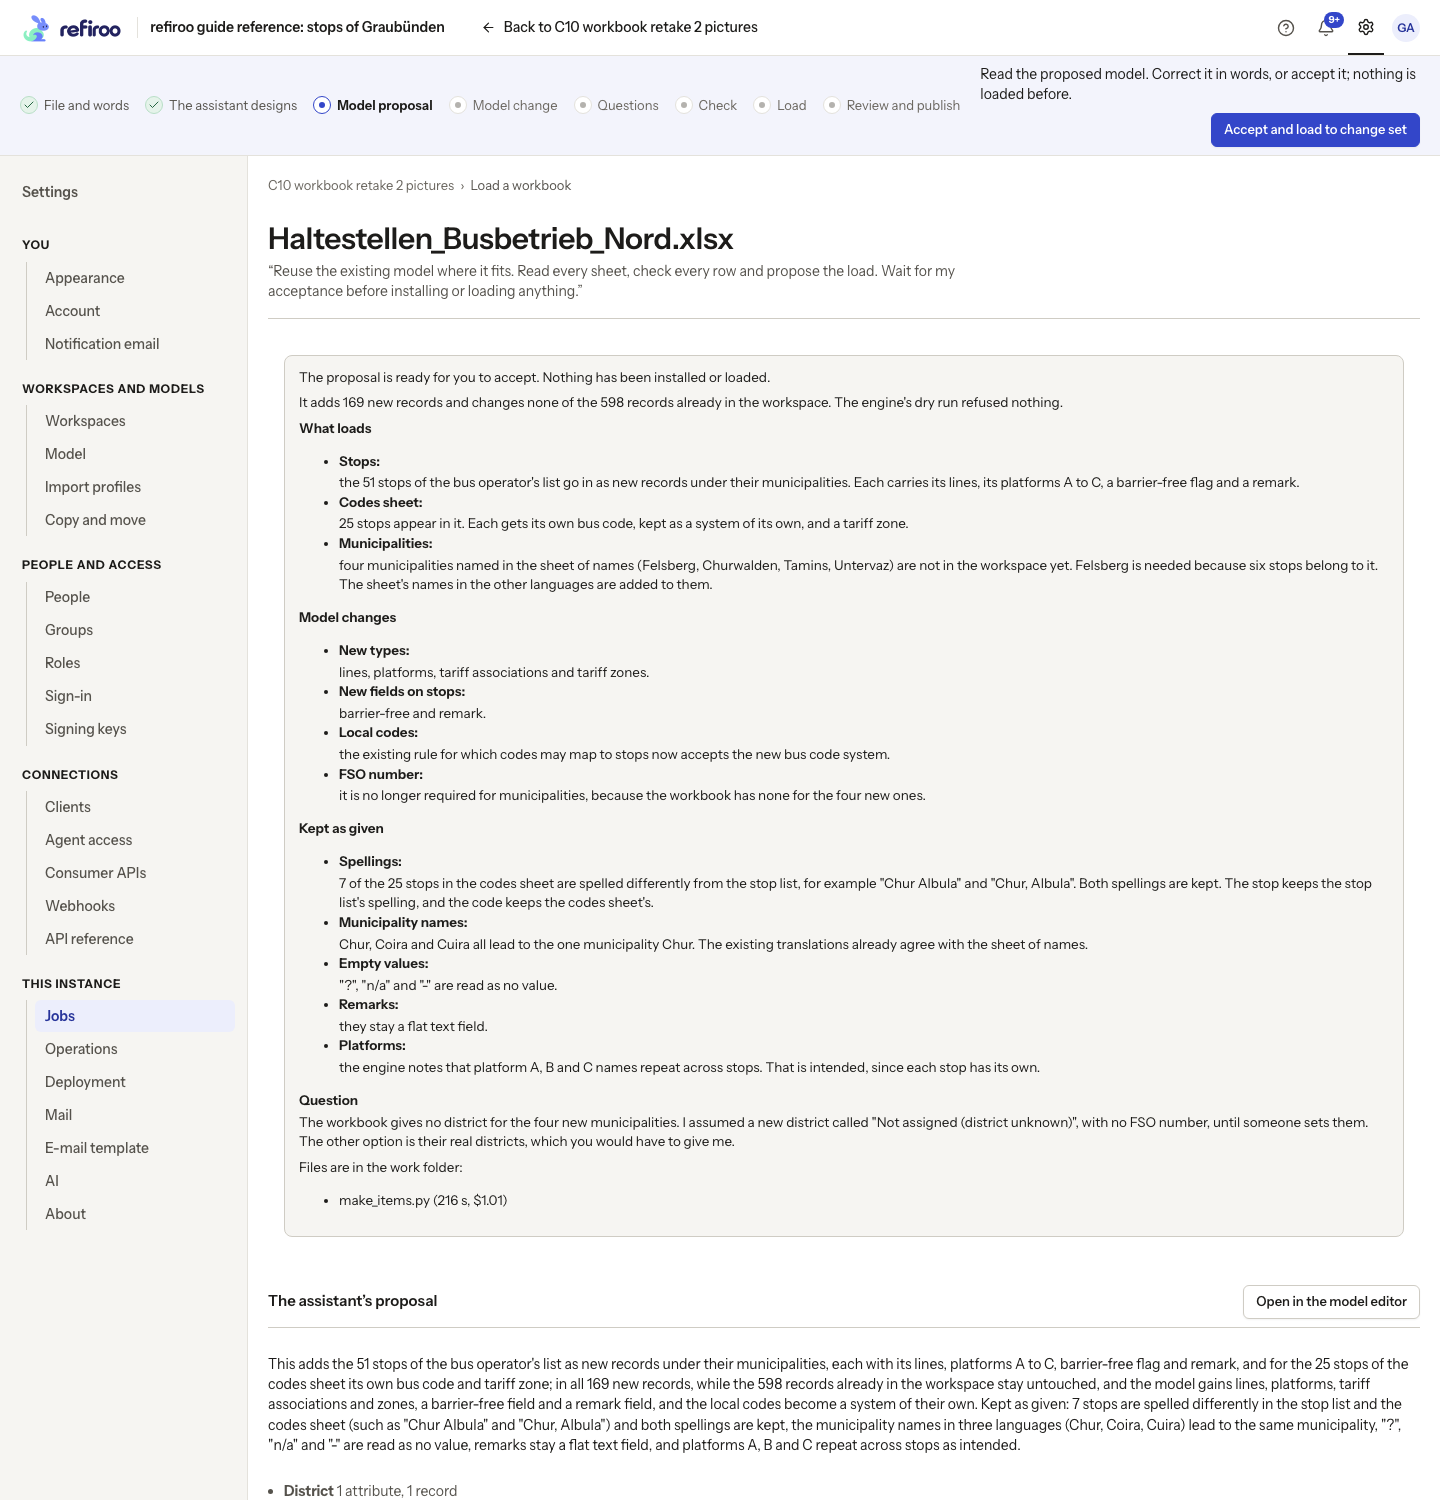 refiroo
refiroo guide reference: stops of Graubünden
← Back to C10 workbook retake 2 pictures
9+
GA
File and words
The assistant designs
Model proposal
Model change
Questions
Check
Load
Review and publish
Read the proposed model. Correct it in words, or accept it; nothing is
loaded before.
Accept and load to change set
Settings
YOU
Appearance
Account
Notification email
WORKSPACES AND MODELS
Workspaces
Model
Import profiles
Copy and move
PEOPLE AND ACCESS
People
Groups
Roles
Sign-in
Signing keys
CONNECTIONS
Clients
Agent access
Consumer APIs
Webhooks
API reference
THIS INSTANCE
Jobs
Operations
Deployment
Mail
E-mail template
AI
About
C10 workbook retake 2 pictures › Load a workbook
Haltestellen_Busbetrieb_Nord.xlsx
“Reuse the existing model where it fits. Read every sheet, check every row and propose the load. Wait for my
acceptance before installing or loading anything.”
The proposal is ready for you to accept. Nothing has been installed or loaded.
It adds 169 new records and changes none of the 598 records already in the workspace. The engine's dry run refused nothing.
What loads
• Stops:
the 51 stops of the bus operator's list go in as new records under their municipalities. Each carries its lines, its platforms A to C, a barrier-free flag and a remark.
• Codes sheet:
25 stops appear in it. Each gets its own bus code, kept as a system of its own, and a tariff zone.
• Municipalities:
four municipalities named in the sheet of names (Felsberg, Churwalden, Tamins, Untervaz) are not in the workspace yet. Felsberg is needed because six stops belong to it.
The sheet's names in the other languages are added to them.
Model changes
• New types:
lines, platforms, tariff associations and tariff zones.
• New fields on stops:
barrier-free and remark.
• Local codes:
the existing rule for which codes may map to stops now accepts the new bus code system.
• FSO number:
it is no longer required for municipalities, because the workbook has none for the four new ones.
Kept as given
• Spellings:
7 of the 25 stops in the codes sheet are spelled differently from the stop list, for example "Chur Albula" and "Chur, Albula". Both spellings are kept. The stop keeps the stop
list's spelling, and the code keeps the codes sheet's.
• Municipality names:
Chur, Coira and Cuira all lead to the one municipality Chur. The existing translations already agree with the sheet of names.
• Empty values:
"?", "n/a" and "-" are read as no value.
• Remarks:
they stay a flat text field.
• Platforms:
the engine notes that platform A, B and C names repeat across stops. That is intended, since each stop has its own.
Question
The workbook gives no district for the four new municipalities. I assumed a new district called "Not assigned (district unknown)", with no FSO number, until someone sets them.
The other option is their real districts, which you would have to give me.
Files are in the work folder:
• make_items.py (216 s, $1.01)
The assistant's proposal
Open in the model editor
This adds the 51 stops of the bus operator's list as new records under their municipalities, each with its lines, platforms A to C, barrier-free flag and remark, and for the 25 stops of the
codes sheet its own bus code and tariff zone; in all 169 new records, while the 598 records already in the workspace stay untouched, and the model gains lines, platforms, tariff
associations and zones, a barrier-free field and a remark field, and the local codes become a system of their own. Kept as given: 7 stops are spelled differently in the stop list and the
codes sheet (such as "Chur Albula" and "Chur, Albula") and both spellings are kept, the municipality names in three languages (Chur, Coira, Cuira) lead to the same municipality, "?",
"n/a" and "-" are read as no value, remarks stay a flat text field, and platforms A, B and C repeat across stops as intended.
• District 1 attribute, 1 record